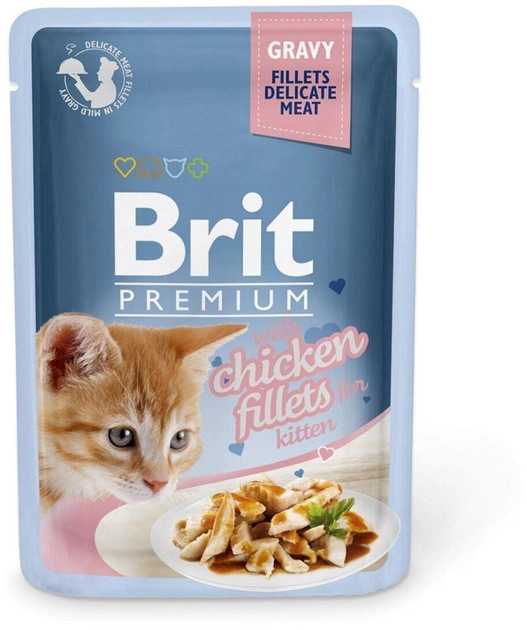 DELICATE MEAT FILLETS IN MILD GRAVY
GRAVY
FILLETS
DELICATE
MEAT
Brit
PREMIUM
with
chicken
fillets for
kitten